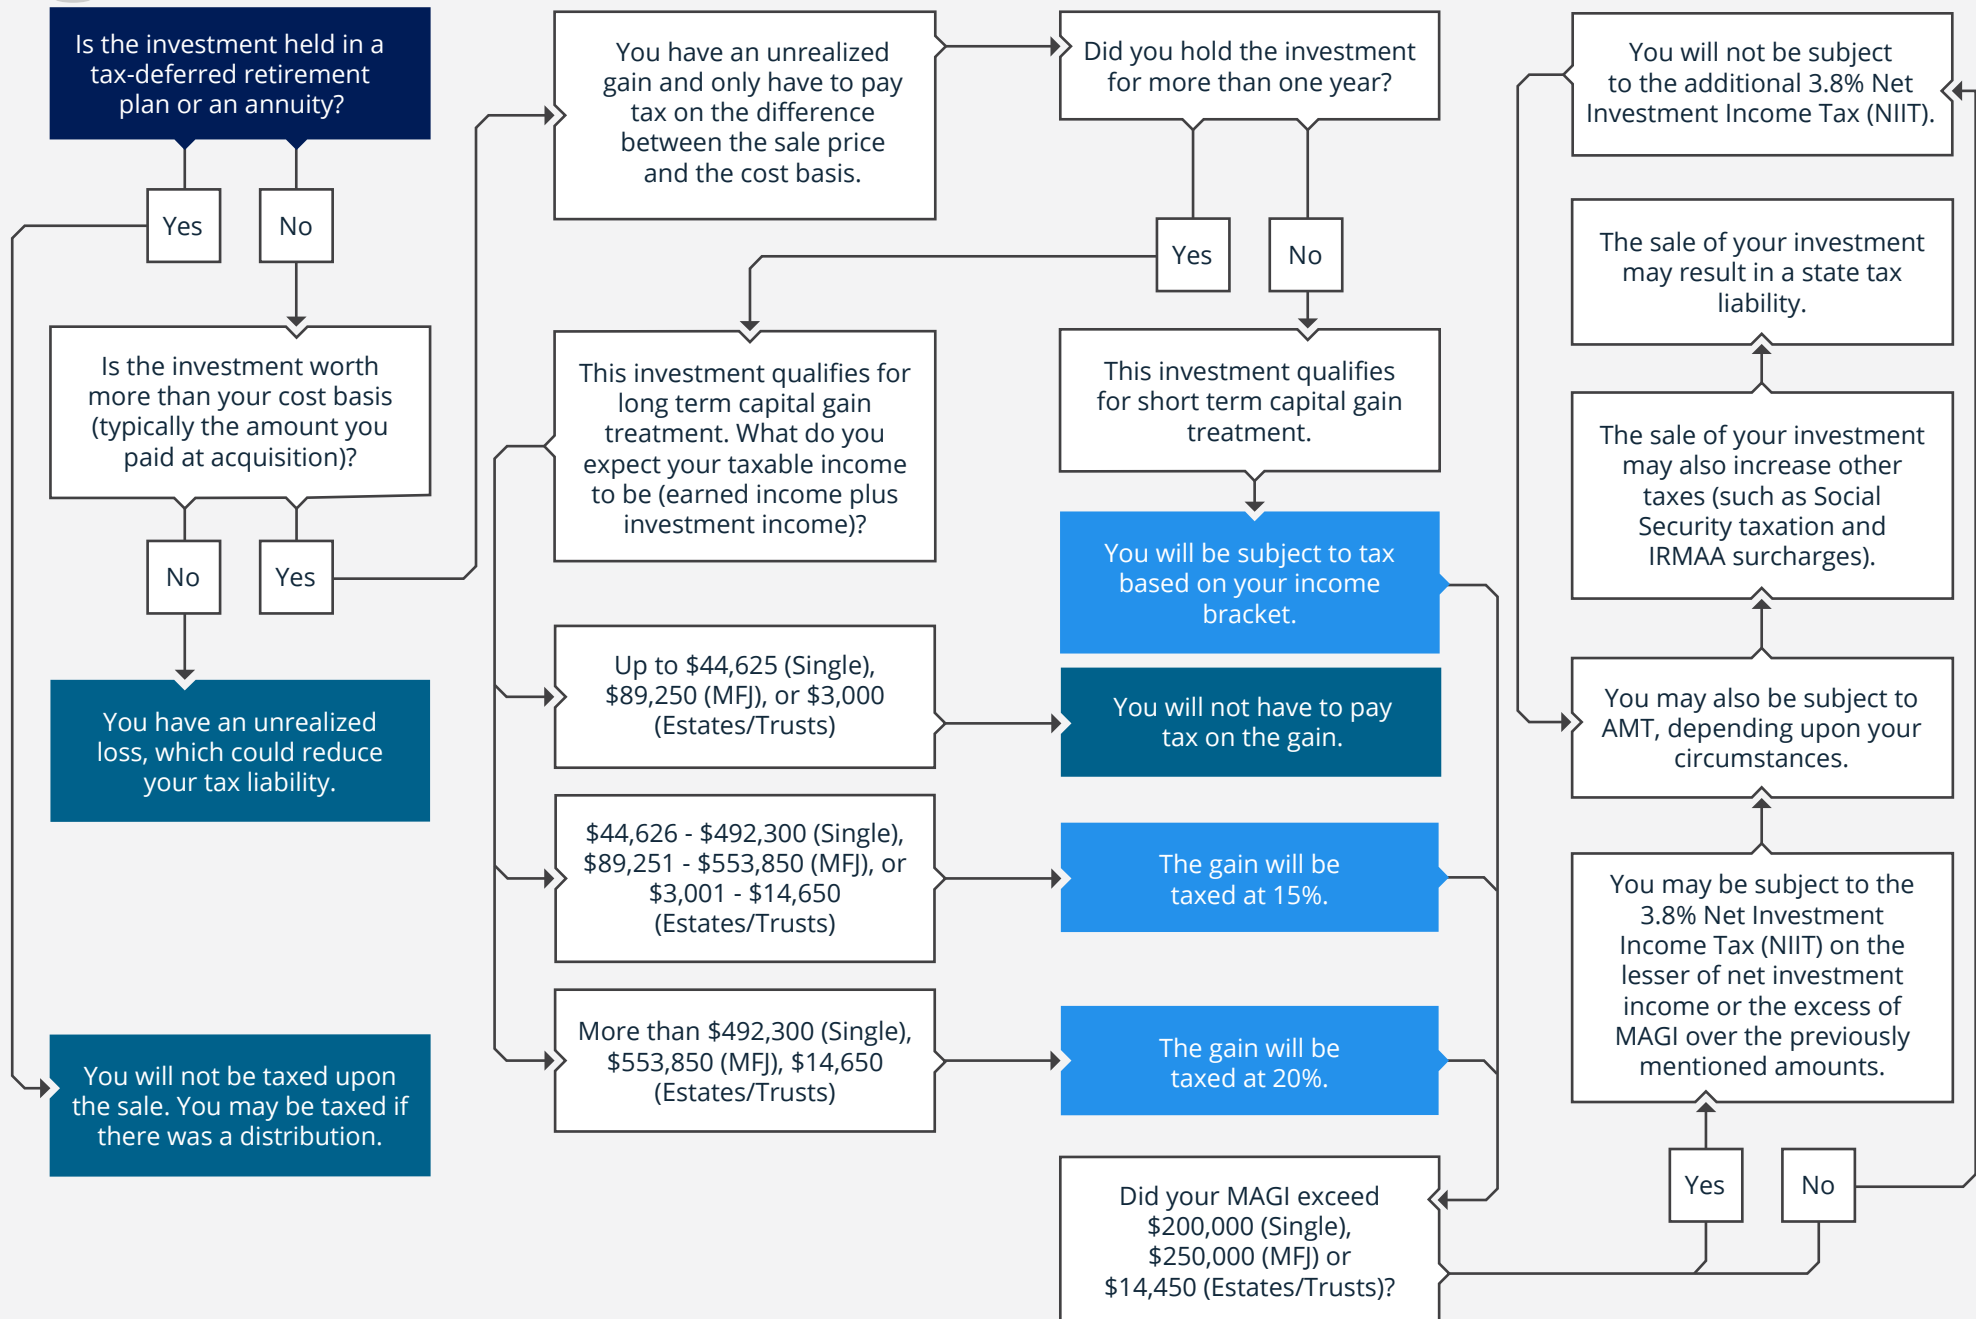 Is the investment held in a
tax-deferred retirement
plan or an annuity?
Yes
No
Is the investment worth
more than your cost basis
(typically the amount you
paid at acquisition)?
No
Yes
You have an unrealized
loss, which could reduce
your tax liability.
You will not be taxed upon
the sale. You may be taxed if
there was a distribution.
You have an unrealized
gain and only have to pay
tax on the difference
between the sale price
and the cost basis.
Did you hold the investment
for more than one year?
Yes
No
This investment qualifies for
long term capital gain
treatment. What do you
expect your taxable income
to be (earned income plus
investment income)?
This investment qualifies
for short term capital gain
treatment.
You will be subject to tax
based on your income
bracket.
Up to $44,625 (Single),
$89,250 (MFJ), or $3,000
(Estates/Trusts)
You will not have to pay
tax on the gain.
$44,626 - $492,300 (Single),
$89,251 - $553,850 (MFJ), or
$3,001 - $14,650
(Estates/Trusts)
The gain will be
taxed at 15%.
More than $492,300 (Single),
$553,850 (MFJ), $14,650
(Estates/Trusts)
The gain will be
taxed at 20%.
Did your MAGI exceed
$200,000 (Single),
$250,000 (MFJ) or
$14,450 (Estates/Trusts)?
Yes
No
You may be subject to the
3.8% Net Investment
Income Tax (NIIT) on the
lesser of net investment
income or the excess of
MAGI over the previously
mentioned amounts.
You will not be subject
to the additional 3.8% Net
Investment Income Tax (NIIT).
You may also be subject to
AMT, depending upon your
circumstances.
The sale of your investment
may also increase other
taxes (such as Social
Security taxation and
IRMAA surcharges).
The sale of your investment
may result in a state tax
liability.